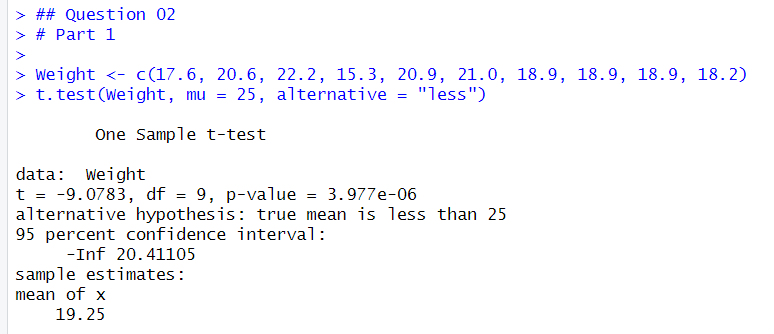 > ## Question 02
> # Part 1
>
> Weight <- c(17.6, 20.6, 22.2, 15.3, 20.9, 21.0, 18.9, 18.9, 18.9, 18.2)
> t.test(Weight, mu = 25, alternative = "less")
One Sample t-test
data:  Weight
t = -9.0783, df = 9, p-value = 3.977e-06
alternative hypothesis: true mean is less than 25
95 percent confidence interval:
-Inf 20.41105
sample estimates:
mean of x
19.25